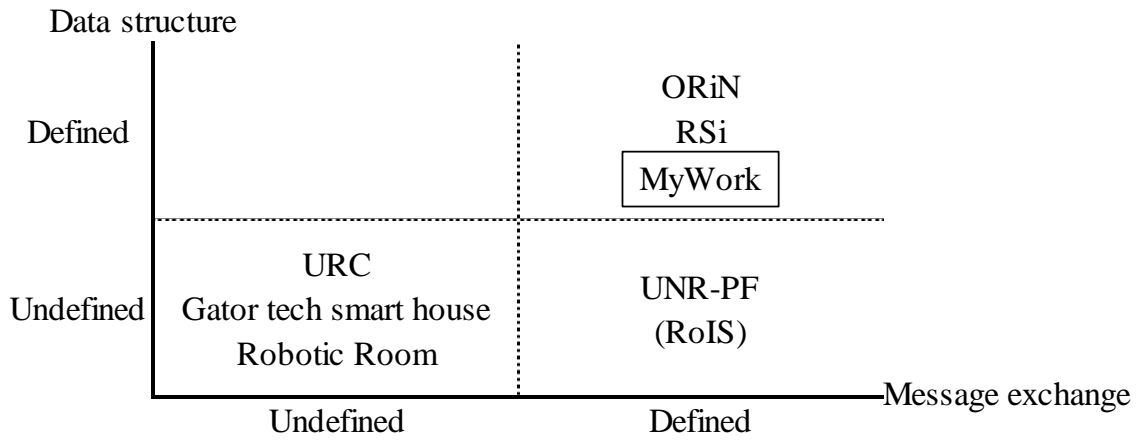 Data structure
Defined
ORiN
RSi
MyWork
Undefined
URC
Gator tech smart house
Robotic Room
UNR-PF
(RoIS)
Message exchange
Undefined
Defined